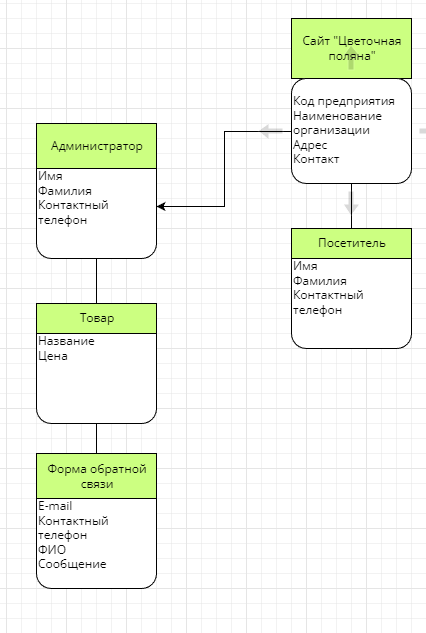 Сайт "Цветочная
поляна"
Код предприятия
Наименование
организации
Адрес
Контакт
Администратор
Имя
Фамилия
Контактный
телефон
Посетитель
Имя
Фамилия
Контактный
телефон
Товар
Название
Цена
Форма обратной
связи
E-mail
Контактный
телефон
ФИО
Сообщение